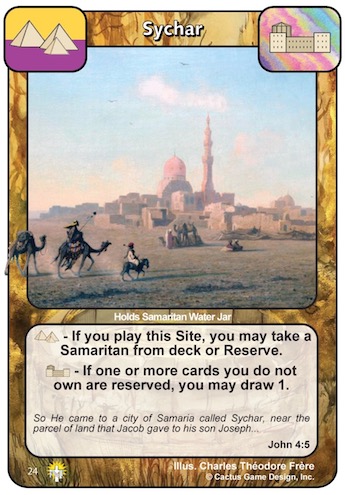 Sychar
Holds Samaritan Water Jar
- If you play this Site, you may take a
Samaritan from deck or Reserve.
- If one or more cards you do not
own are reserved, you may draw 1.
So He came to a city of Samaria called Sychar, near the
parcel of land that Jacob gave to his son Joseph...
John 4:5
24
Illus. Charles Théodore Frère
© Cactus Game Design, Inc.